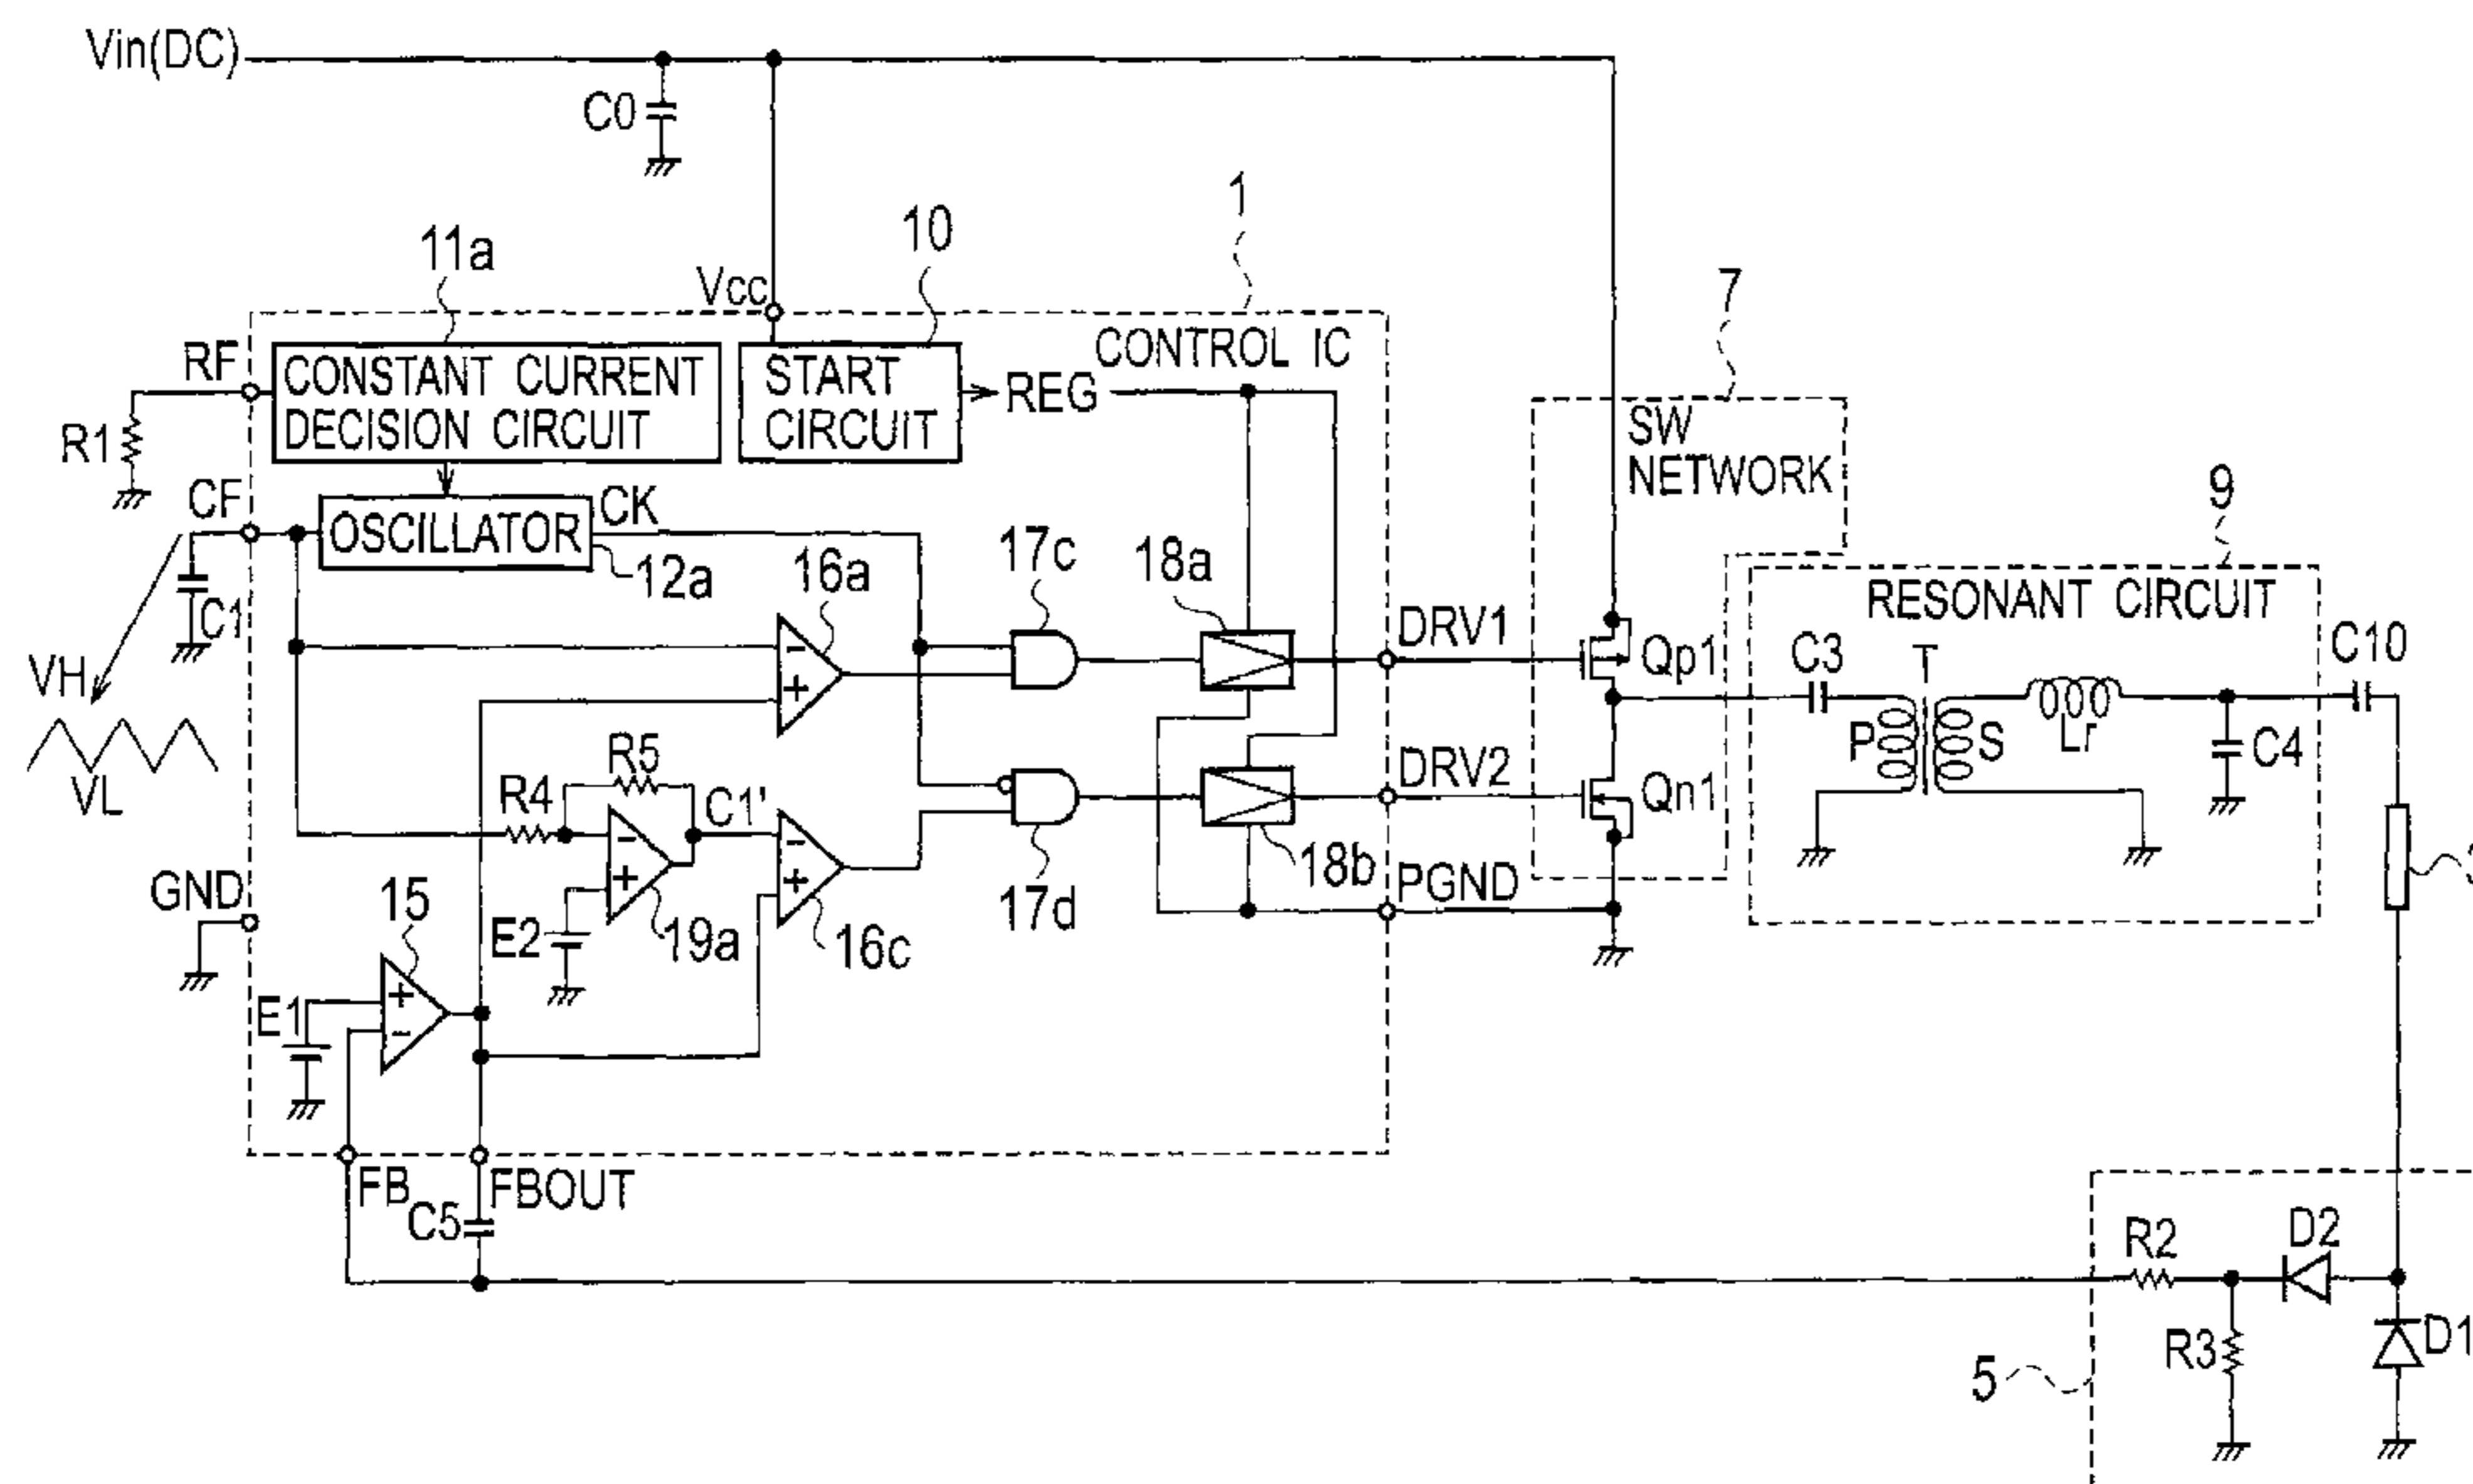 Vin(DC)
C0
1
10
11a
Vcc
7
RF
CONSTANT CURRENT
DECISION CIRCUIT
START
CIRCUIT
REG
CONTROL IC
R1
SW
NETWORK
9
CF
OSCILLATOR
CK
12a
16a
17c
18a
C1
DRV1
RESONANT CIRCUIT
VH
VL
-
+
Qp1
C3
T
C10
P
S
Lr
C4
R5
R4
C1'
DRV2
Qn1
-
+
-
+
18b
PGND
GND
15
E2
19a
16c
17d
+
-
E1
FB
FBOUT
C5
R2
D2
R3
D1
5